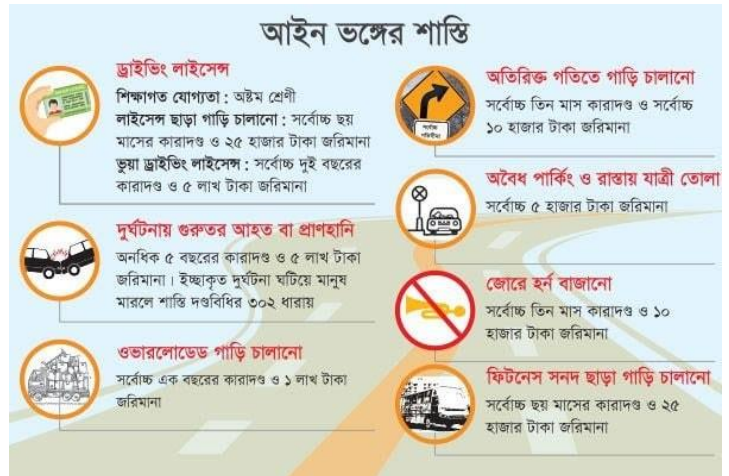 আইন ভঙ্গের শাস্তি
ড্রাইভিং লাইসেন্স
শিক্ষাগত যোগ্যতা : অষ্টম শ্রেণী
লাইসেন্স ছাড়া গাড়ি চালানো : সর্বোচ্চ ছয়
মাসের কারাদণ্ড ও ২৫ হাজার টাকা জরিমানা
ভুয়া ড্রাইভিং লাইসেন্স : সর্বোচ্চ দুই বছরের
কারাদণ্ড ও ৫ লাখ টাকা জরিমানা
দুর্ঘটনায় গুরুতর আহত বা প্রাণহানি
অনধিক ৫ বছরের কারাদণ্ড ও ৫ লাখ টাকা
জরিমানা। ইচ্ছাকৃত দুর্ঘটনা ঘটিয়ে মানুষ
মারলে শাস্তি দণ্ডবিধির ৩০২ ধারায়
ওভারলোডেড গাড়ি চালানো
সর্বোচ্চ এক বছরের কারাদণ্ড ও ১ লাখ টাকা
জরিমানা
অতিরিক্ত গতিতে গাড়ি চালানো
সর্বোচ্চ তিন মাস কারাদণ্ড ও সর্বোচ্চ
১০ হাজার টাকা জরিমানা
অবৈধ পার্কিং ও রাস্তায় যাত্রী তোলা
সর্বোচ্চ ৫ হাজার টাকা জরিমানা
জোরে হর্ন বাজানো
সর্বোচ্চ তিন মাস কারাদণ্ড ও ১০
হাজার টাকা জরিমানা
ফিটনেস সনদ ছাড়া গাড়ি চালানো
সর্বোচ্চ ছয় মাসের কারাদণ্ড ও ২৫
হাজার টাকা জরিমানা